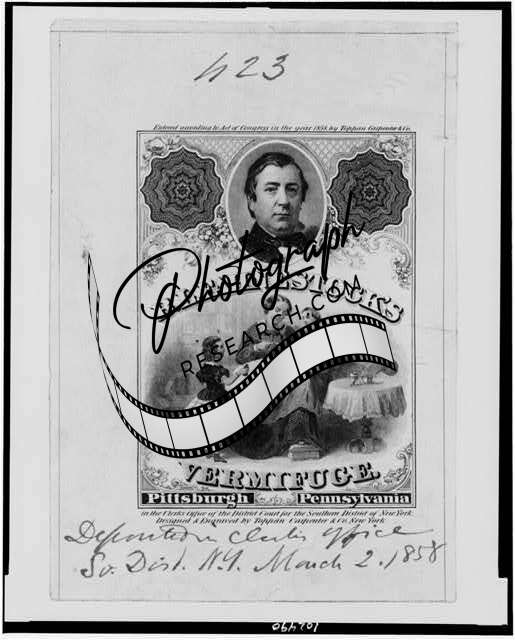 423
Entered according to Act of Congress in the year 1858 by Toppan Carpenter & Co.
Photograph
RESEARCH.COM
STOCKS
VERMIFUGE.
Pittsburgh Pennsylvania
in the Clerks Office of the District Court for the Southern District of New York.
Designed & Engraved by Toppan Carpenter & Co. New York
Deposited in clerks office
So. Dist. N.Y. March 2. 1858
102490